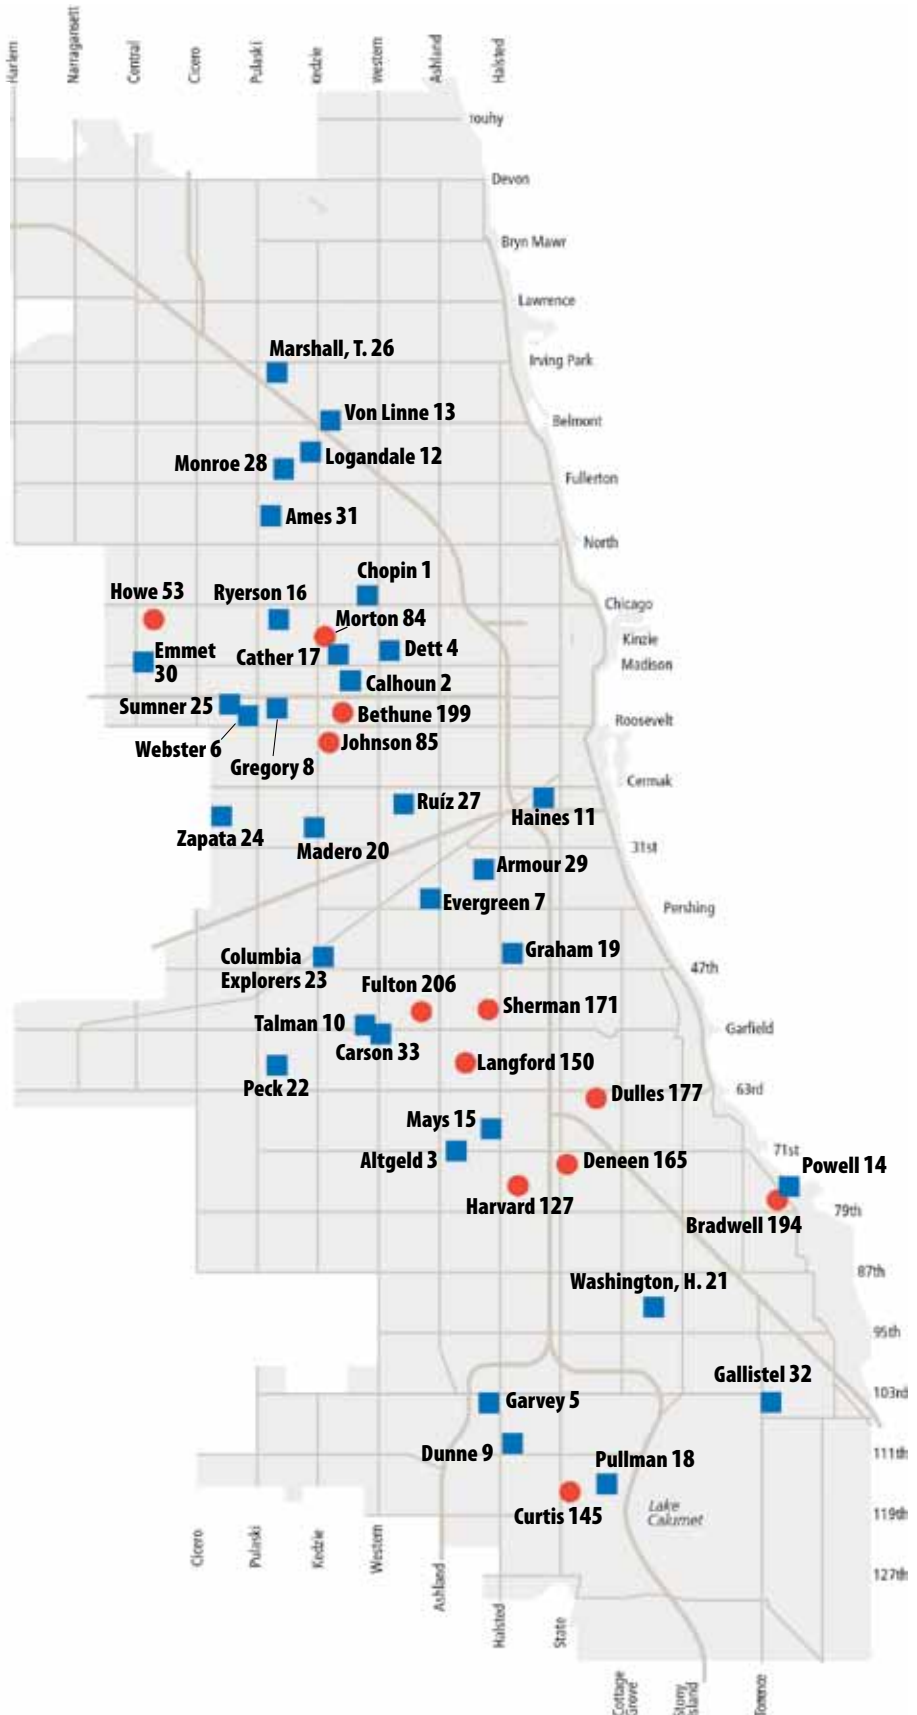 Harlem
Narragansett
Central
Cicero
Pulaski
Kedzie
Western
Ashland
Halsted
Touhy
Devon
Bryn Mawr
Lawrence
Irving Park
Marshall, T. 26
Von Linne 13
Belmont
Logandale 12
Monroe 28
Fullerton
Ames 31
North
Chopin 1
Howe 53
Ryerson 16
Chicago
Morton 84
Kinzie
Dett 4
Emmet
30
Cather 17
Madison
Calhoun 2
Sumner 25
Bethune 199
Roosevelt
Webster 6
Johnson 85
Gregory 8
Cermak
Ruíz 27
Haines 11
Zapata 24
Madero 20
31st
Armour 29
Evergreen 7
Pershing
Graham 19
Columbia
Explorers 23
47th
Fulton 206
Sherman 171
Talman 10
Garfield
Carson 33
Langford 150
Peck 22
63rd
Dulles 177
Mays 15
71st
Altgeld 3
Deneen 165
Powell 14
Harvard 127
79th
Bradwell 194
87th
Washington, H. 21
95th
Gallistel 32
103rd
Garvey 5
Dunne 9
111th
Pullman 18
Curtis 145
Lake
Calumet
119th
Cicero
Pulaski
Kedzie
Western
127th
Ashland
Halsted
State
Cottage
Grove
Stony
Island
Torrence